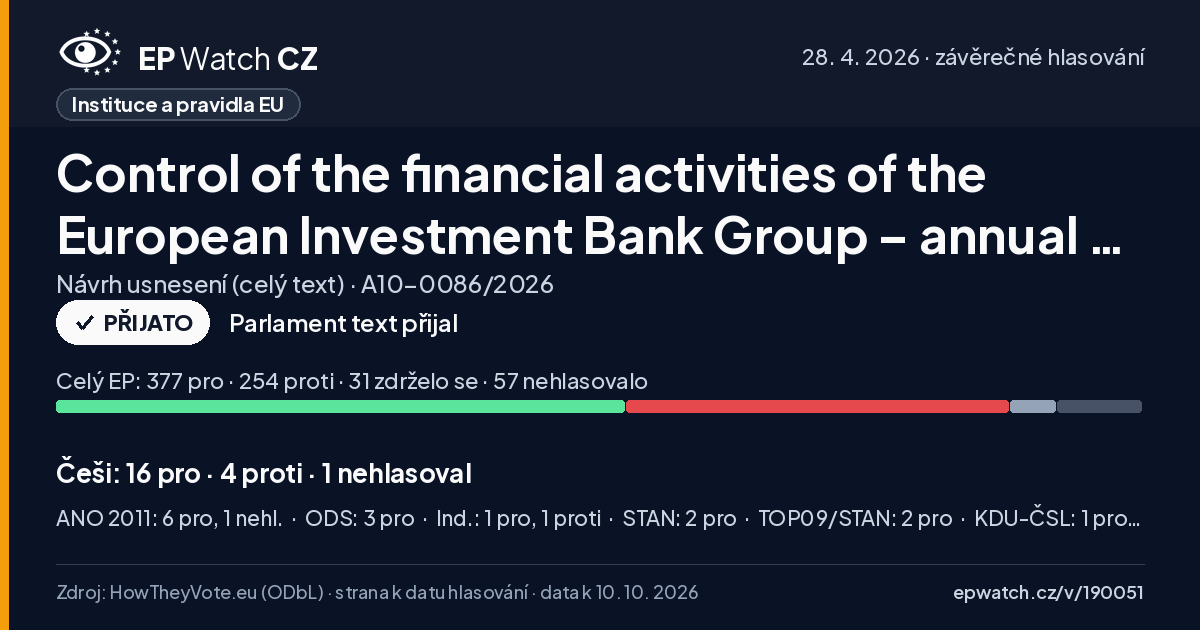 EP Watch CZ
28. 4. 2026 · závěrečné hlasování
Instituce a pravidla EU
Control of the financial activities of the
European Investment Bank Group – annual …
Návrh usnesení (celý text) · A10-0086/2026
✓ PŘIJATO Parlament text přijal
Celý EP: 377 pro · 254 proti · 31 zdrželo se · 57 nehlasovalo
Češi: 16 pro · 4 proti · 1 nehlasoval
ANO 2011: 6 pro, 1 nehl. · ODS: 3 pro · Ind.: 1 pro, 1 proti · STAN: 2 pro · TOP09/STAN: 2 pro · KDU-ČSL: 1 pro…
Zdroj: HowTheyVote.eu (ODbL) · strana k datu hlasování · data k 10. 10. 2026
epwatch.cz/v/190051